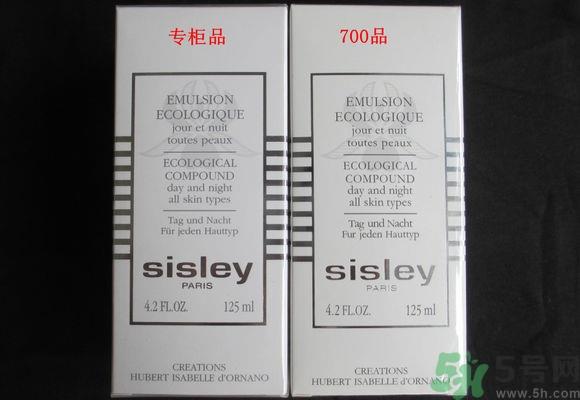 专柜品
EMULSION
ECOLOGIQUE
jour et nuit
toutes peaux
ECOLOGICAL
COMPOUND
day and night
all skin types
Tag und Nacht
Für jeden Hauttyp
sisley
PARIS
4.2 FL.OZ. 125 ml
CREATIONS
HUBERT ISABELLE d'ORNANO
700品
EMULSION
ECOLOGIQUE
jour et nuit
toutes peaux
ECOLOGICAL
COMPOUND
day and night
all skin types
Tag und Nacht
Für jeden Hauttyp
sisley
PARIS
4.2 FL.OZ. 125 ml
CREATIONS
HUBERT ISABELLE d'ORNANO
5号网
www.5h.com